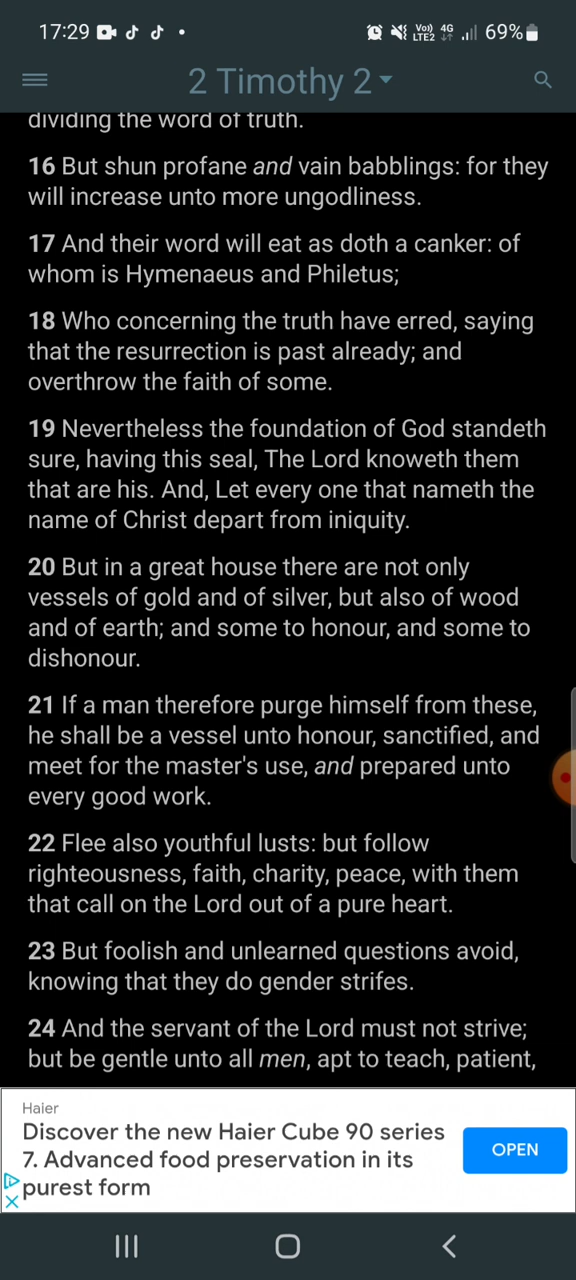 17:29
Vo)) LTE2 4G 69%
2 Timothy 2
dividing the word of truth.
16 But shun profane and vain babblings: for they
will increase unto more ungodliness.
17 And their word will eat as doth a canker: of
whom is Hymenaeus and Philetus;
18 Who concerning the truth have erred, saying
that the resurrection is past already; and
overthrow the faith of some.
19 Nevertheless the foundation of God standeth
sure, having this seal, The Lord knoweth them
that are his. And, Let every one that nameth the
name of Christ depart from iniquity.
20 But in a great house there are not only
vessels of gold and of silver, but also of wood
and of earth; and some to honour, and some to
dishonour.
21 If a man therefore purge himself from these,
he shall be a vessel unto honour, sanctified, and
meet for the master's use, and prepared unto
every good work.
22 Flee also youthful lusts: but follow
righteousness, faith, charity, peace, with them
that call on the Lord out of a pure heart.
23 But foolish and unlearned questions avoid,
knowing that they do gender strifes.
24 And the servant of the Lord must not strive;
but be gentle unto all men, apt to teach, patient,
Haier
Discover the new Haier Cube 90 series
7. Advanced food preservation in its
purest form
OPEN